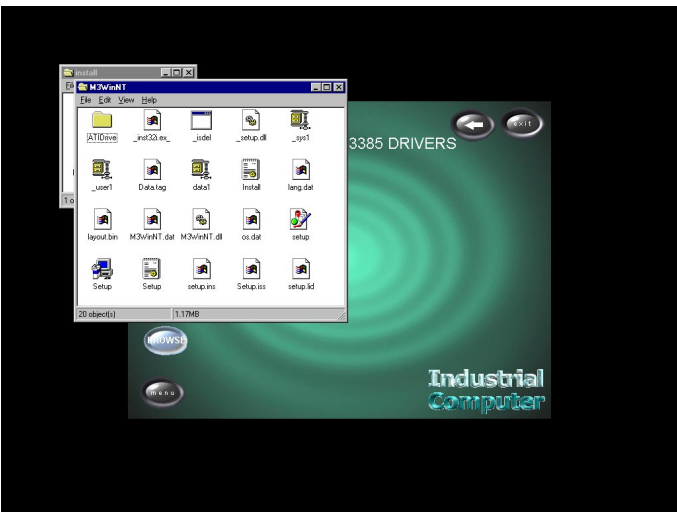 install
M3WinNT
File Edit View Help
ATIDrive _inst32i.ex_ _isdel _setup.dll _sys1
_user1 Data.tag data1 Install lang.dat
layout.bin M3WinNT.dat M3WinNT.dll os.dat setup
Setup Setup setup.ins Setup.iss setup.lid
20 object(s) 1.17MB
3385 DRIVERS
exit
BROWSE
menu
Industrial
Computer